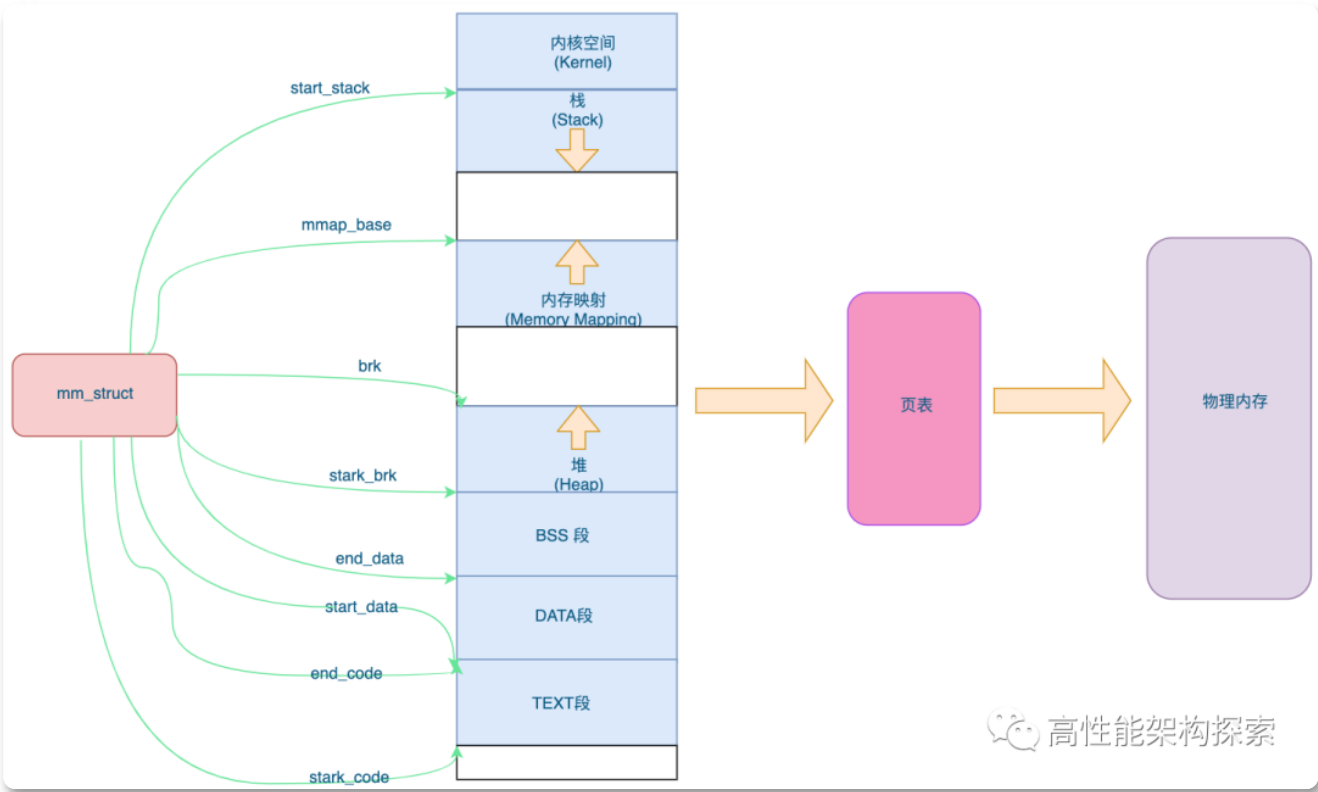 内核空间
(Kernel)
start_stack
栈
(Stack)
mmap_base
内存映射
(Memory Mapping)
brk
mm_struct
页表
物理内存
堆
(Heap)
stark_brk
BSS 段
end_data
start_data
DATA段
end_code
TEXT段
高性能架构探索
stark_code